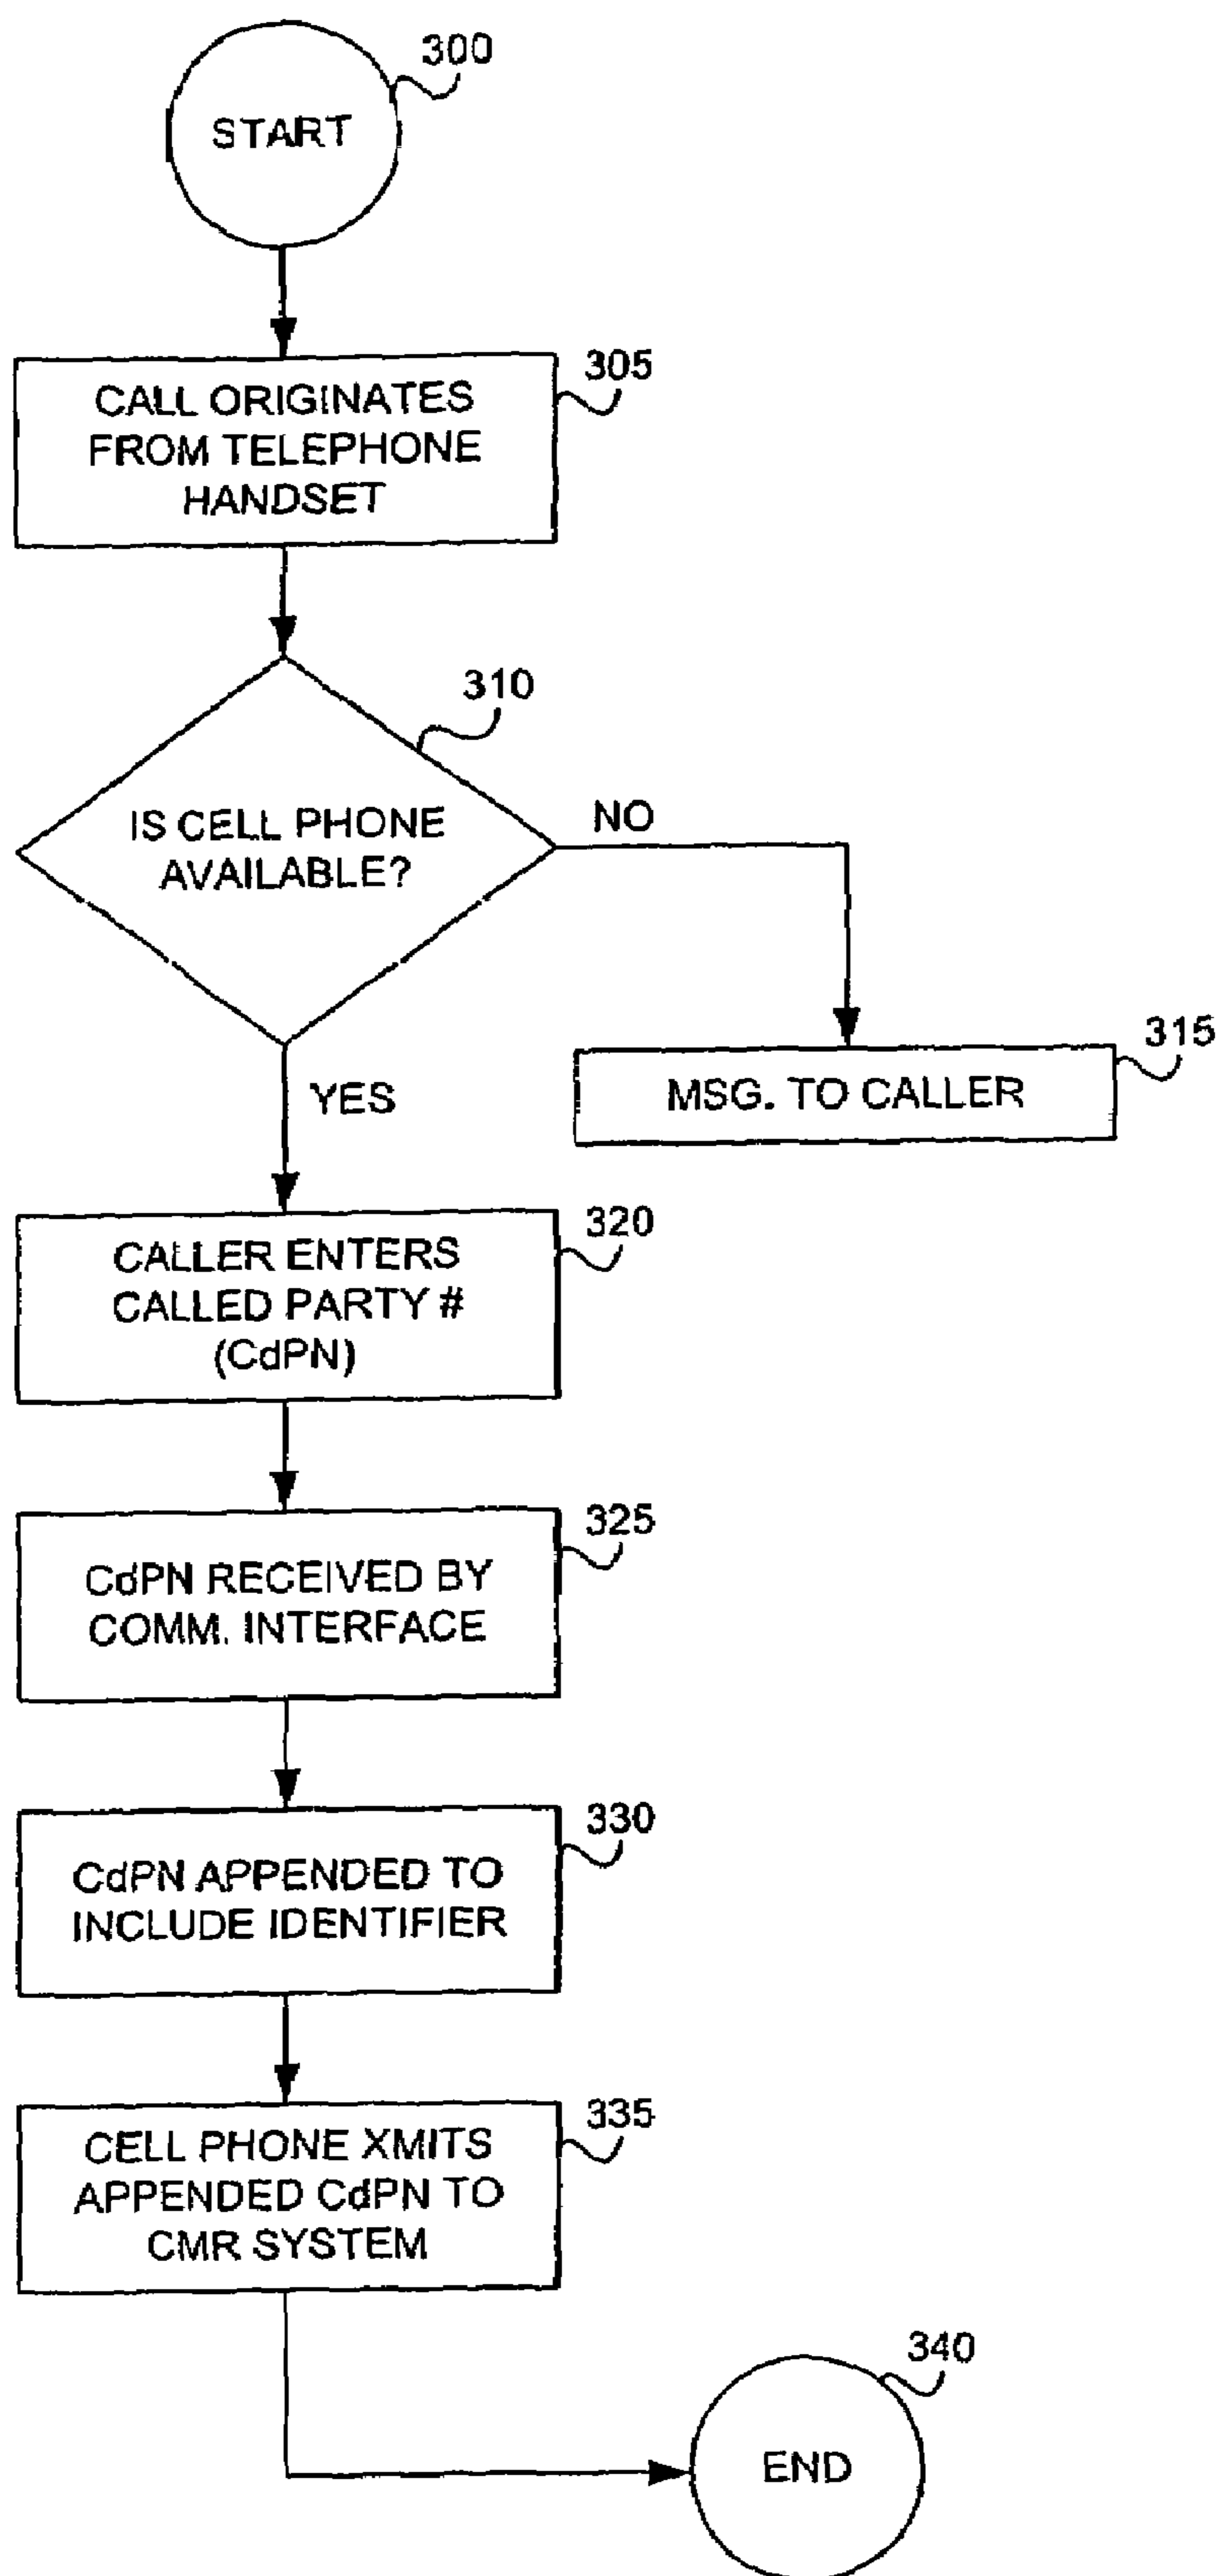 300
START
305
CALL ORIGINATES
FROM TELEPHONE
HANDSET
310
IS CELL PHONE
AVAILABLE?
NO
315
MSG. TO CALLER
YES
320
CALLER ENTERS
CALLED PARTY #
(CdPN)
325
CdPN RECEIVED BY
COMM. INTERFACE
330
CdPN APPENDED TO
INCLUDE IDENTIFIER
335
CELL PHONE XMITS
APPENDED CdPN TO
CMR SYSTEM
340
END